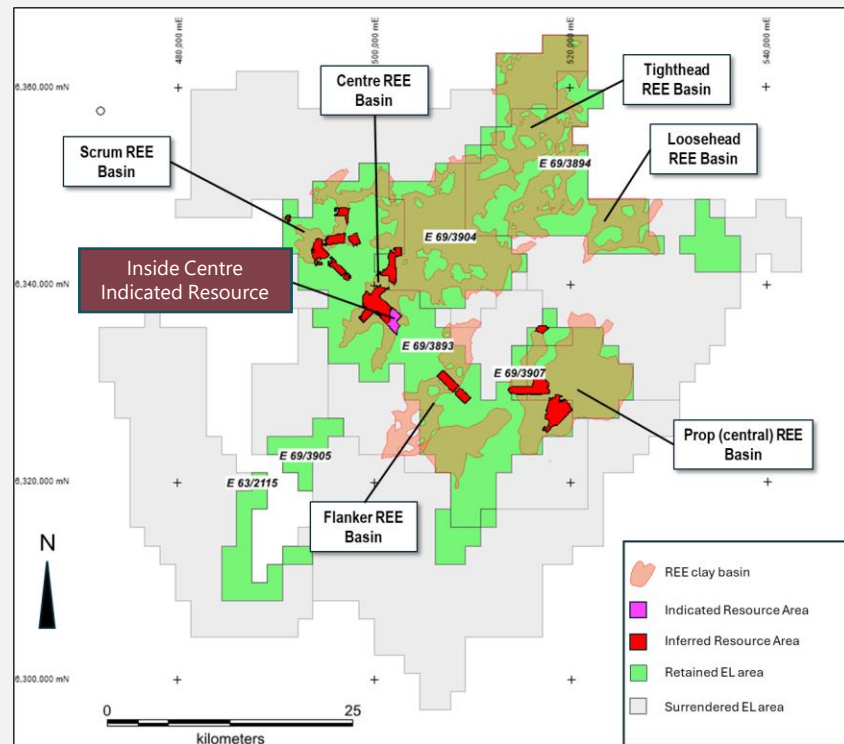 480,000 mE
500,000 mE
520,000 mE
540,000 mE
6,360,000 mN
Centre REE
Basin
Tighthead
REE Basin
Scrum REE
Basin
Loosehead
REE Basin
E 69/3894
E 69/3904
6,340,000 mN
Inside Centre
Indicated Resource
E 69/3893
E 69/3907
Prop (central) REE
Basin
E 69/3905
E 63/2115
6,320,000 mN
Flanker REE
Basin
N
REE clay basin
Indicated Resource Area
Inferred Resource Area
Retained EL area
Surrendered EL area
6,300,000 mN
0
25
kilometers